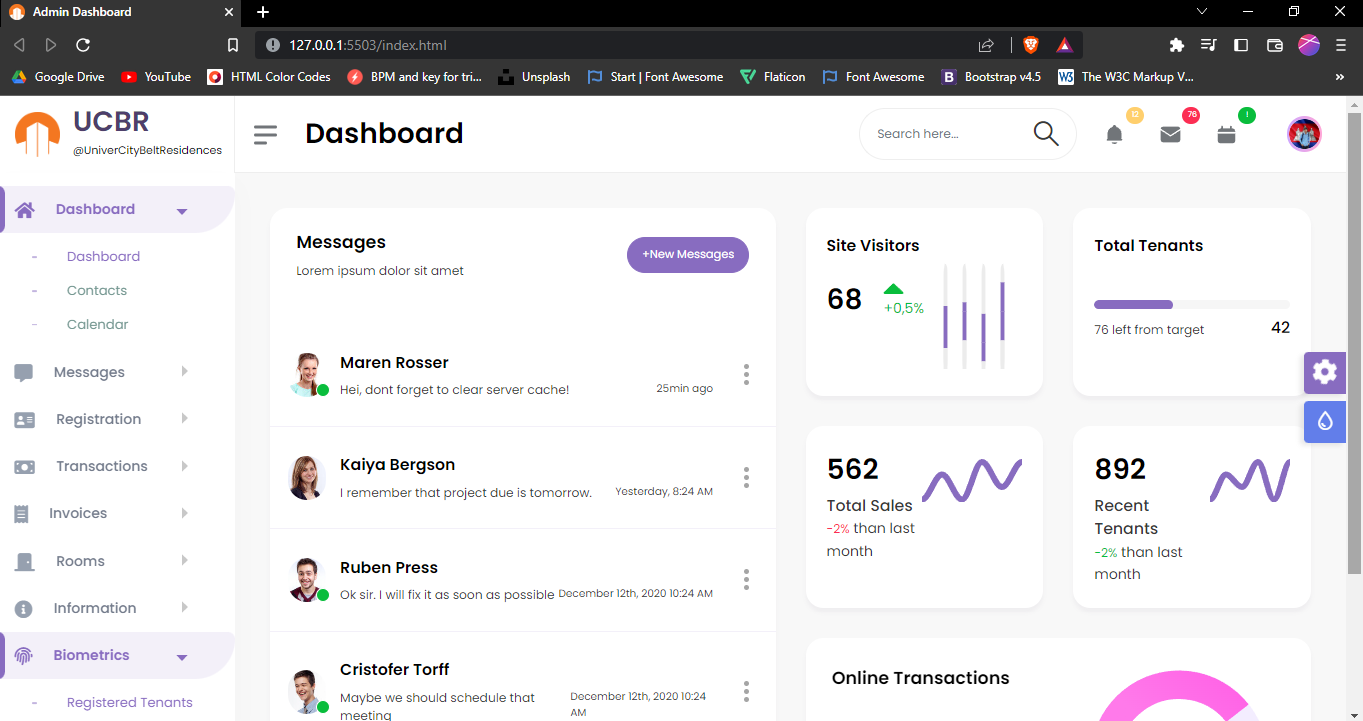 Admin Dashboard
127.0.0.1:5503/index.html
Google Drive
YouTube
HTML Color Codes
BPM and key for tri...
Unsplash
Start | Font Awesome
Flaticon
Font Awesome
B
Bootstrap v4.5
W3
The W3C Markup V...
»
UCBR
@UniverCityBeltResidences
Dashboard
Search here...
12
76
!
Dashboard
- Dashboard
- Contacts
- Calendar
Messages
Registration
Transactions
Invoices
Rooms
Information
Biometrics
- Registered Tenants
Messages
Lorem ipsum dolor sit amet
+New Messages
Maren Rosser
Hei, dont forget to clear server cache!
25min ago
Kaiya Bergson
I remember that project due is tomorrow.
Yesterday, 8:24 AM
Ruben Press
Ok sir. I will fix it as soon as possible
December 12th, 2020 10:24 AM
Cristofer Torff
Maybe we should schedule that
meeting
December 12th, 2020 10:24
AM
Site Visitors
68
+0,5%
Total Tenants
76 left from target
42
562
Total Sales
-2% than last
month
892
Recent
Tenants
-2% than last
month
Online Transactions